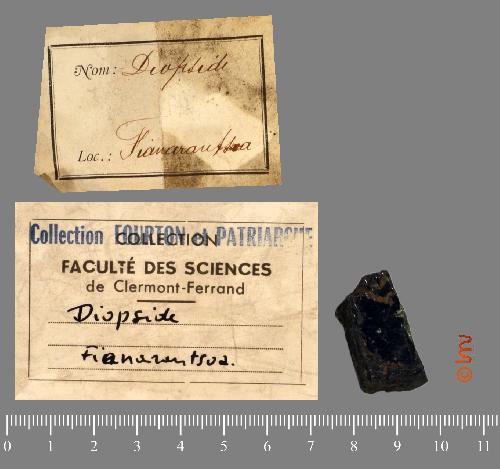 Nom: Diopside
Loc.: Fianarantsoa
Collection FOURTON et PATRIARCHE
COLLECTION
FACULTÉ DES SCIENCES
de Clermont-Ferrand
Diopside
Fianarantsoa.
© lmv
0 1 2 3 4 5 6 7 8 9 10 11